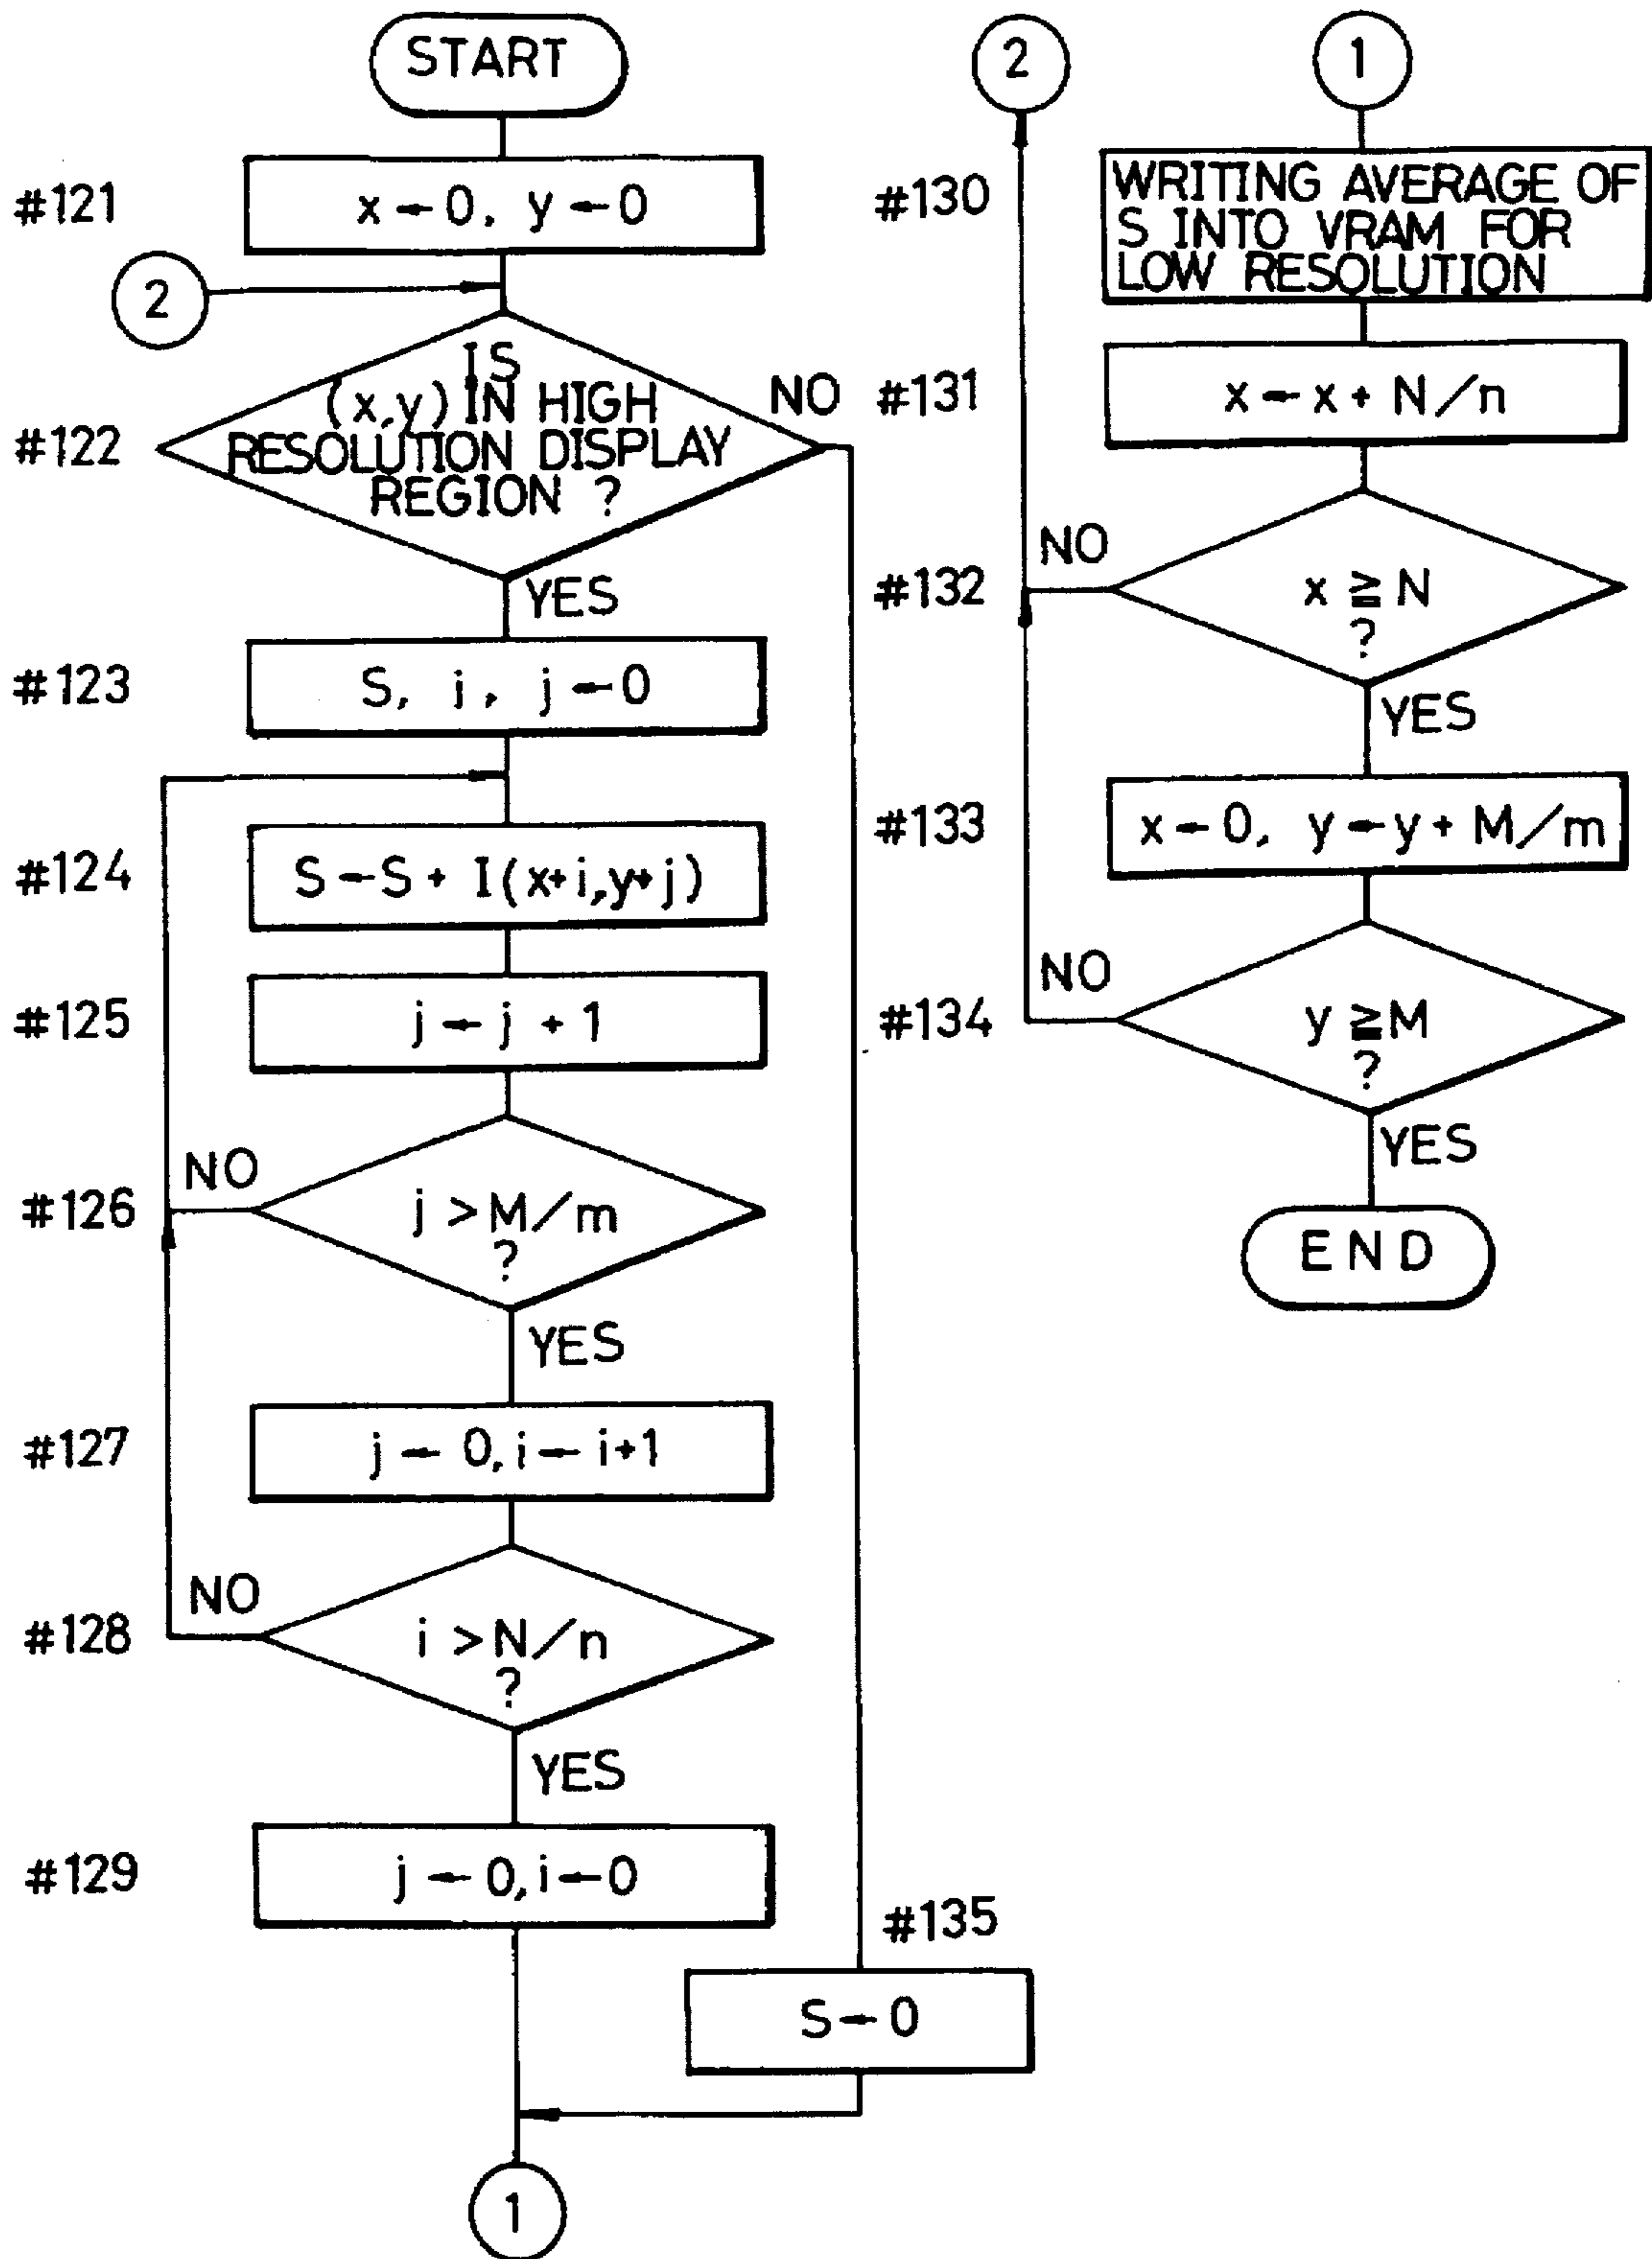 START
#121
x ← 0, y ← 0
2
#122
IS
(x,y) IN HIGH
RESOLUTION DISPLAY
REGION ?
NO
YES
#123
S, i, j ← 0
#124
S ← S + I(x+i,y+j)
#125
j ← j + 1
#126
j > M/m
?
NO
YES
#127
j ← 0, i ← i+1
#128
i > N/n
?
NO
YES
#129
j ← 0, i ← 0
#135
S ← 0
1
2
1
#130
WRITING AVERAGE OF
S INTO VRAM FOR
LOW RESOLUTION
#131
x ← x + N/n
#132
x ≧ N
?
NO
YES
#133
x ← 0, y ← y + M/m
#134
y ≧ M
?
NO
YES
END